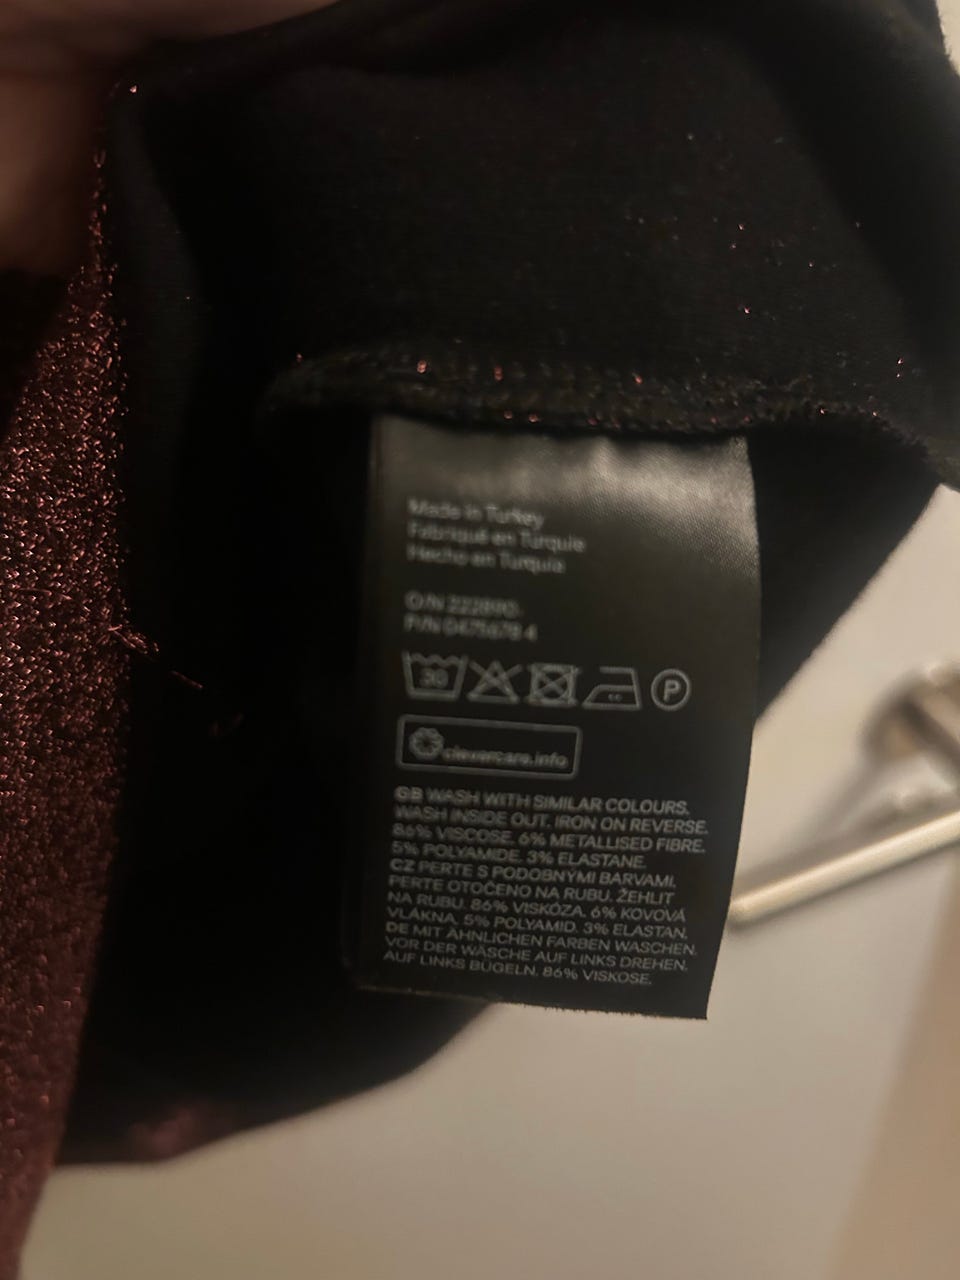 Made in Turkey
Fabriqué en Turquie
Hecho en Turquía
O/N
P/N
30
P
clevercare.info
GB WASH WITH SIMILAR COLOURS.
WASH INSIDE OUT. IRON ON REVERSE.
86% VISCOSE. 6% METALLISED FIBRE.
5% POLYAMIDE. 3% ELASTANE.
CZ PERTE S PODOBNÝMI BARVAMI.
PERTE OTOČENO NA RUBU. ŽEHLIT
NA RUBU. 86% VISKÓZA. 6% KOVOVÁ
VLÁKNA. 5% POLYAMID. 3% ELASTAN.
DE MIT ÄHNLICHEN FARBEN WASCHEN.
VOR DER WÄSCHE AUF LINKS DREHEN.
AUF LINKS BÜGELN. 86% VISKOSE.